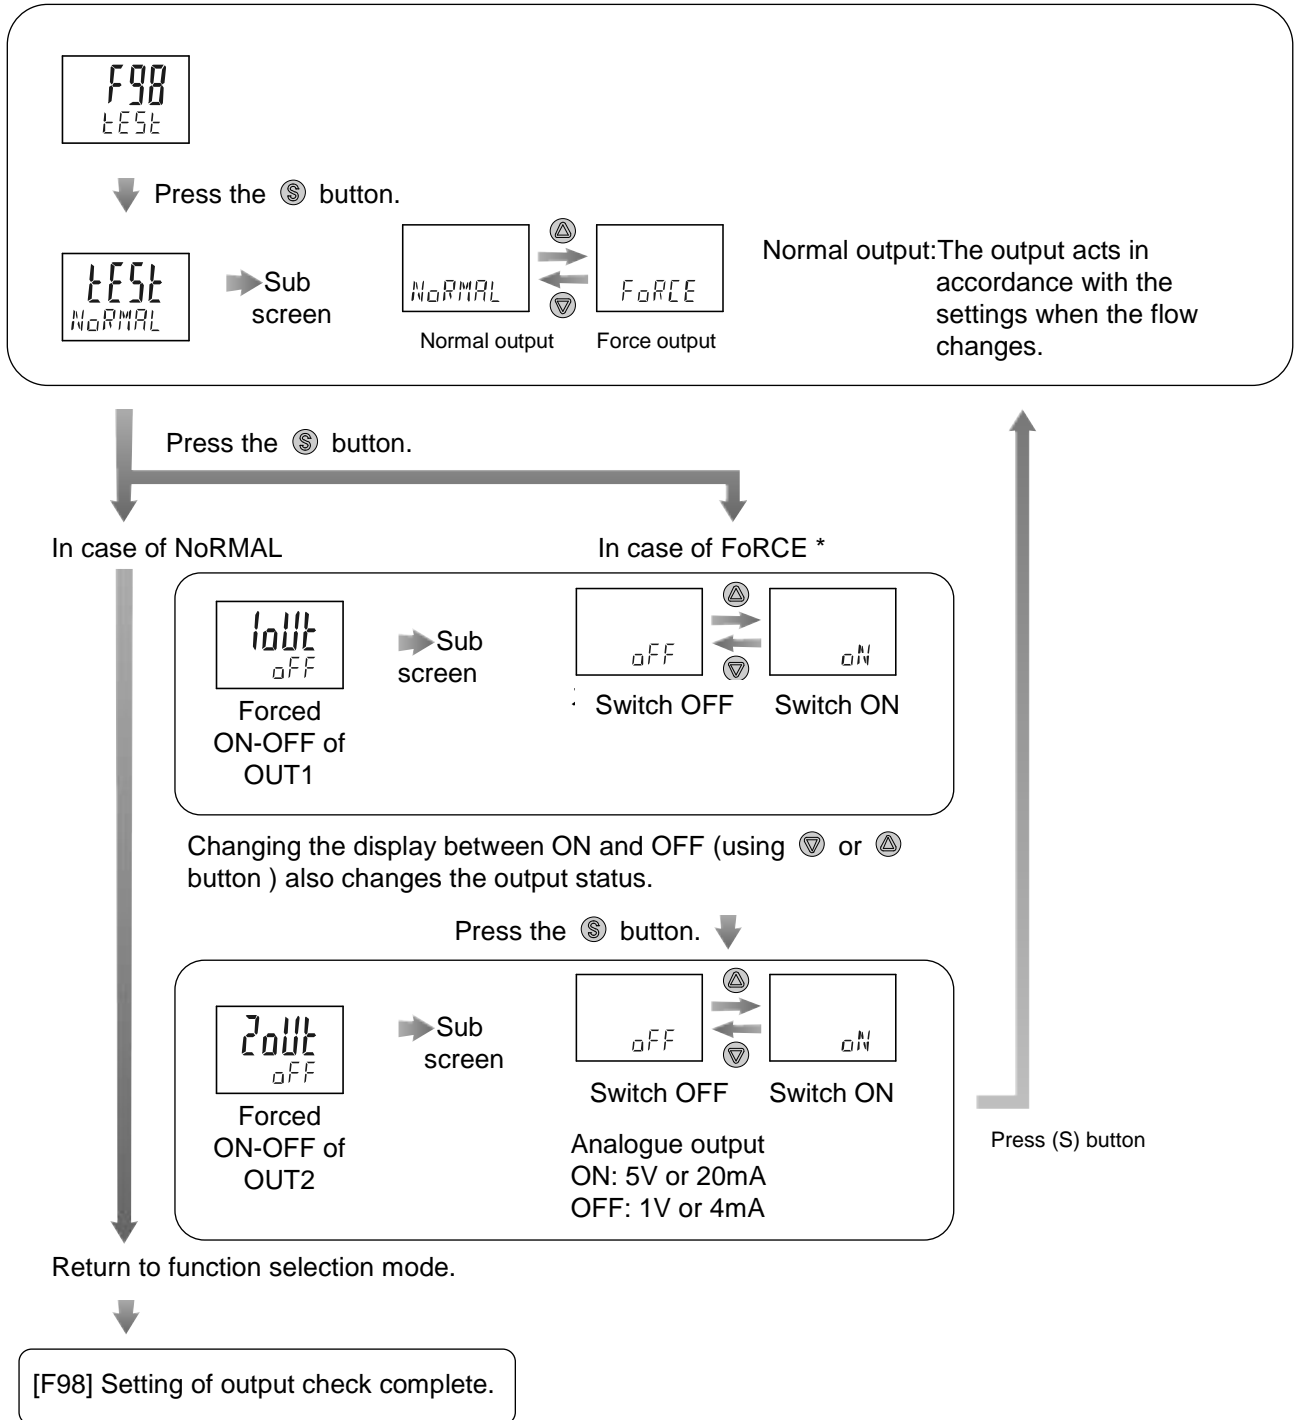 F98
tESt
Press the Ⓢ button.
tESt
NoRMAL
Sub
screen
NoRMAL
FoRCE
Normal output
Force output
Normal output:The output acts in
accordance with the
settings when the flow
changes.
Press the Ⓢ button.
In case of NoRMAL
In case of FoRCE *
1oUt
oFF
Sub
screen
oFF
oN
Forced
ON-OFF of
OUT1
Switch OFF
Switch ON
Changing the display between ON and OFF (using ▽ or △
button ) also changes the output status.
Press the Ⓢ button.
2oUt
oFF
Sub
screen
oFF
oN
Forced
ON-OFF of
OUT2
Switch OFF
Switch ON
Analogue output
ON: 5V or 20mA
OFF: 1V or 4mA
Press (S) button
Return to function selection mode.
[F98] Setting of output check complete.